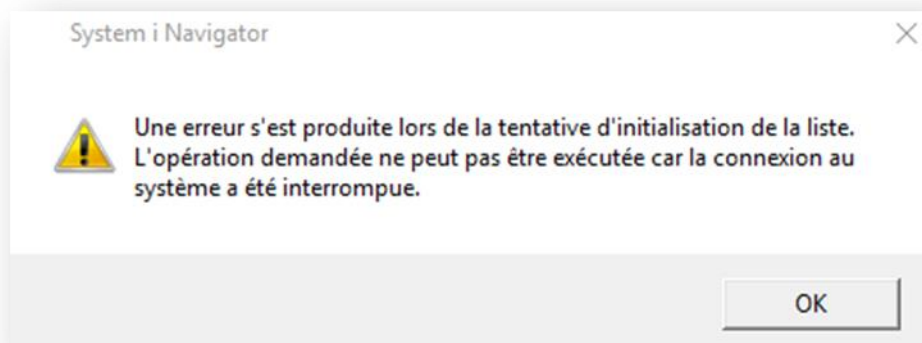 System i Navigator
Une erreur s'est produite lors de la tentative d'initialisation de la liste.
L'opération demandée ne peut pas être exécutée car la connexion au
système a été interrompue.
OK